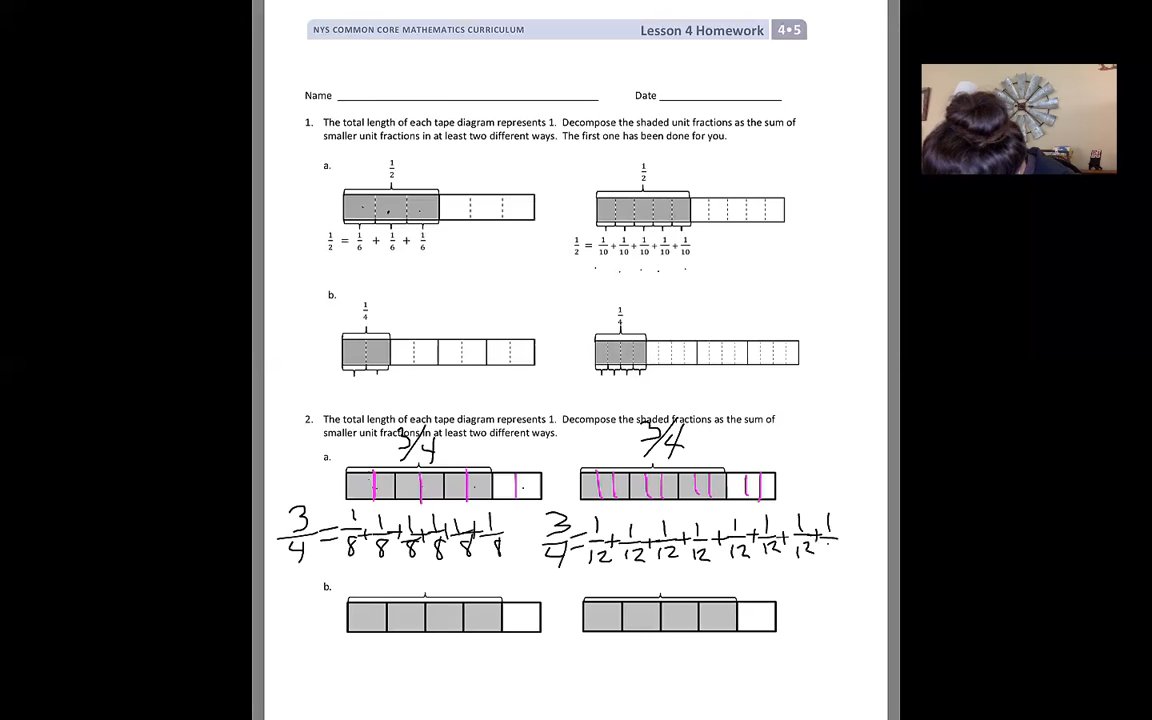 NYS COMMON CORE MATHEMATICS CURRICULUM Lesson 4 Homework 4•5
Name ____ Date ____
1. The total length of each tape diagram represents 1. Decompose the shaded unit fractions as the sum of
smaller unit fractions in at least two different ways. The first one has been done for you.
a. 1/2 1/2
1/2 = 1/6 + 1/6 + 1/6 1/2 = 1/10 + 1/10 + 1/10 + 1/10 + 1/10
b. 1/4 1/4
2. The total length of each tape diagram represents 1. Decompose the shaded fractions as the sum of
smaller unit fractions in at least two different ways.
3/4 3/4
a.
3/4 = 1/8 + 1/8 + 1/8 + 1/8 + 1/8 + 1/8 3/4 = 1/12 + 1/12 + 1/12 + 1/12 + 1/12 + 1/12 + 1/12 + 1/
b.